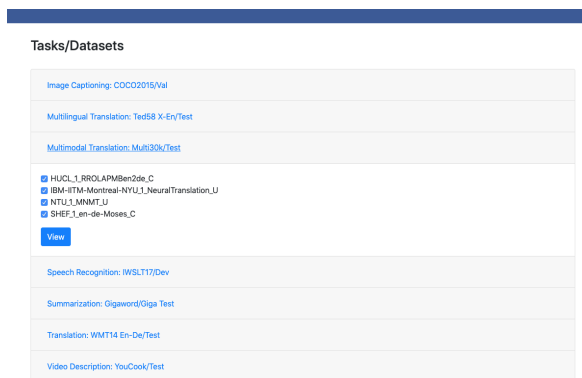 Tasks/Datasets
Image Captioning: COCO2015/Val
Multilingual Translation: Ted58 X-En/Test
Multimodal Translation: Multi30k/Test
HUCL_1_RROLAPMBen2de_C
IBM-IITM-Montreal-NYU_1_NeuralTranslation_U
NTU_1_MNMT_U
SHEF_1_en-de-Moses_C
View
Speech Recognition: IWSLT17/Dev
Summarization: Gigaword/Giga Test
Translation: WMT14 En-De/Test
Video Description: YouCook/Test